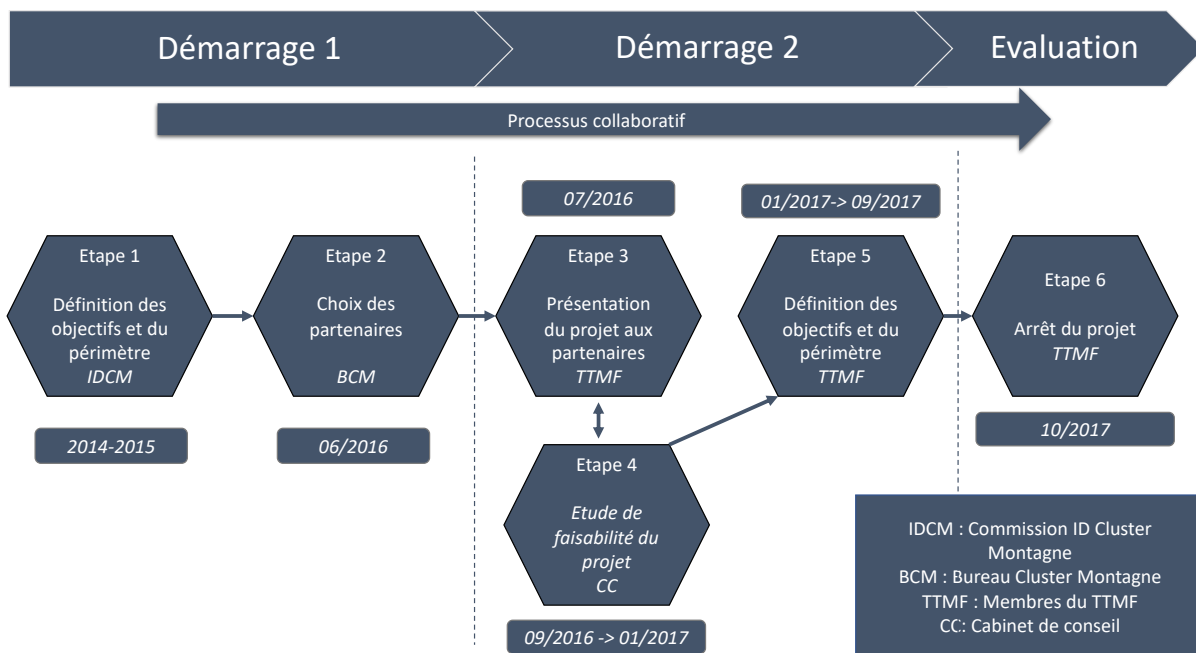 Démarrage 1
Démarrage 2
Evaluation
Processus collaboratif
07/2016
01/2017-> 09/2017
Etape 1
Définition des
objectifs et du
périmètre
IDCM
Etape 2
Choix des
partenaires
BCM
Etape 3
Présentation
du projet aux
partenaires
TTMF
Etape 5
Définition des
objectifs et du
périmètre
TTMF
Etape 6
Arrêt du projet
TTMF
2014-2015
06/2016
10/2017
Etape 4
Etude de
faisabilité du
projet
CC
09/2016 -> 01/2017
IDCM : Commission ID Cluster
Montagne
BCM : Bureau Cluster Montagne
TTMF : Membres du TTMF
CC: Cabinet de conseil